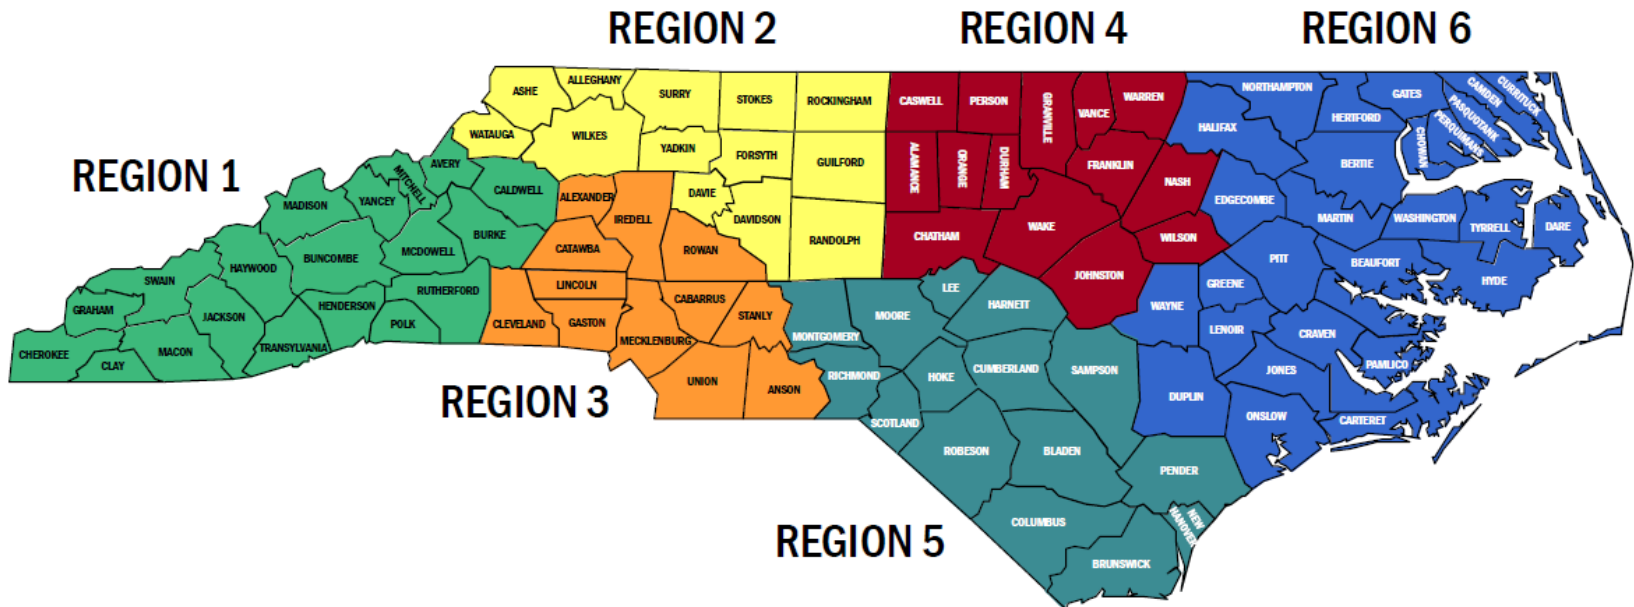 REGION 2
REGION 4
REGION 6
REGION 1
REGION 3
REGION 5
CHEROKEE
GRAHAM
CLAY
SWAIN
MACON
JACKSON
HAYWOOD
TRANSYLVANIA
MADISON
BUNCOMBE
HENDERSON
YANCEY
MITCHELL
AVERY
MCDOWELL
POLK
RUTHERFORD
BURKE
CALDWELL
ASHE
ALLEGHANY
SURRY
STOKES
ROCKINGHAM
WATAUGA
WILKES
YADKIN
FORSYTH
GUILFORD
DAVIE
DAVIDSON
RANDOLPH
ALEXANDER
IREDELL
CATAWBA
ROWAN
LINCOLN
CLEVELAND
GASTON
CABARRUS
STANLY
MECKLENBURG
UNION
ANSON
CASWELL
PERSON
GRANVILLE
VANCE
WARREN
ALAMANCE
ORANGE
DURHAM
FRANKLIN
NASH
CHATHAM
WAKE
WILSON
JOHNSTON
LEE
HARNETT
MOORE
MONTGOMERY
RICHMOND
HOKE
CUMBERLAND
SAMPSON
SCOTLAND
ROBESON
BLADEN
PENDER
COLUMBUS
NEW
HANOVER
BRUNSWICK
NORTHAMPTON
GATES
CAMDEN
CURRITUCK
HALIFAX
HERTFORD
PASQUOTANK
PERQUIMANS
CHOWAN
BERTIE
EDGECOMBE
MARTIN
WASHINGTON
TYRRELL
DARE
PITT
BEAUFORT
HYDE
GREENE
WAYNE
LENOIR
CRAVEN
PAMLICO
JONES
DUPLIN
ONSLOW
CARTERET